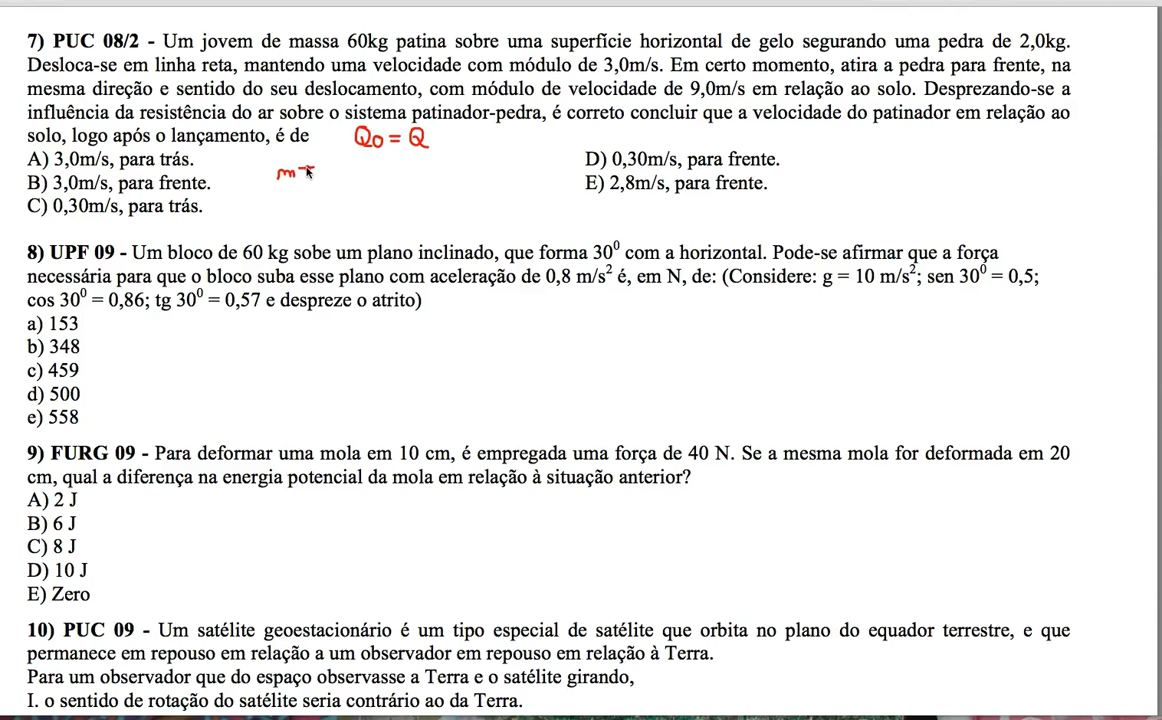 7) PUC 08/2 - Um jovem de massa 60kg patina sobre uma superfície horizontal de gelo segurando uma pedra de 2,0kg.
Desloca-se em linha reta, mantendo uma velocidade com módulo de 3,0m/s. Em certo momento, atira a pedra para frente, na
mesma direção e sentido do seu deslocamento, com módulo de velocidade de 9,0m/s em relação ao solo. Desprezando-se a
influência da resistência do ar sobre o sistema patinador-pedra, é correto concluir que a velocidade do patinador em relação ao
solo, logo após o lançamento, é de
Qo = Q
A) 3,0m/s, para trás.
D) 0,30m/s, para frente.
m
B) 3,0m/s, para frente.
E) 2,8m/s, para frente.
C) 0,30m/s, para trás.
8) UPF 09 - Um bloco de 60 kg sobe um plano inclinado, que forma 30⁰ com a horizontal. Pode-se afirmar que a força
necessária para que o bloco suba esse plano com aceleração de 0,8 m/s² é, em N, de: (Considere: g = 10 m/s²; sen 30⁰ = 0,5;
cos 30⁰ = 0,86; tg 30⁰ = 0,57 e despreze o atrito)
a) 153
b) 348
c) 459
d) 500
e) 558
9) FURG 09 - Para deformar uma mola em 10 cm, é empregada uma força de 40 N. Se a mesma mola for deformada em 20
cm, qual a diferença na energia potencial da mola em relação à situação anterior?
A) 2 J
B) 6 J
C) 8 J
D) 10 J
E) Zero
10) PUC 09 - Um satélite geoestacionário é um tipo especial de satélite que orbita no plano do equador terrestre, e que
permanece em repouso em relação a um observador em repouso em relação à Terra.
Para um observador que do espaço observasse a Terra e o satélite girando,
I. o sentido de rotação do satélite seria contrário ao da Terra.